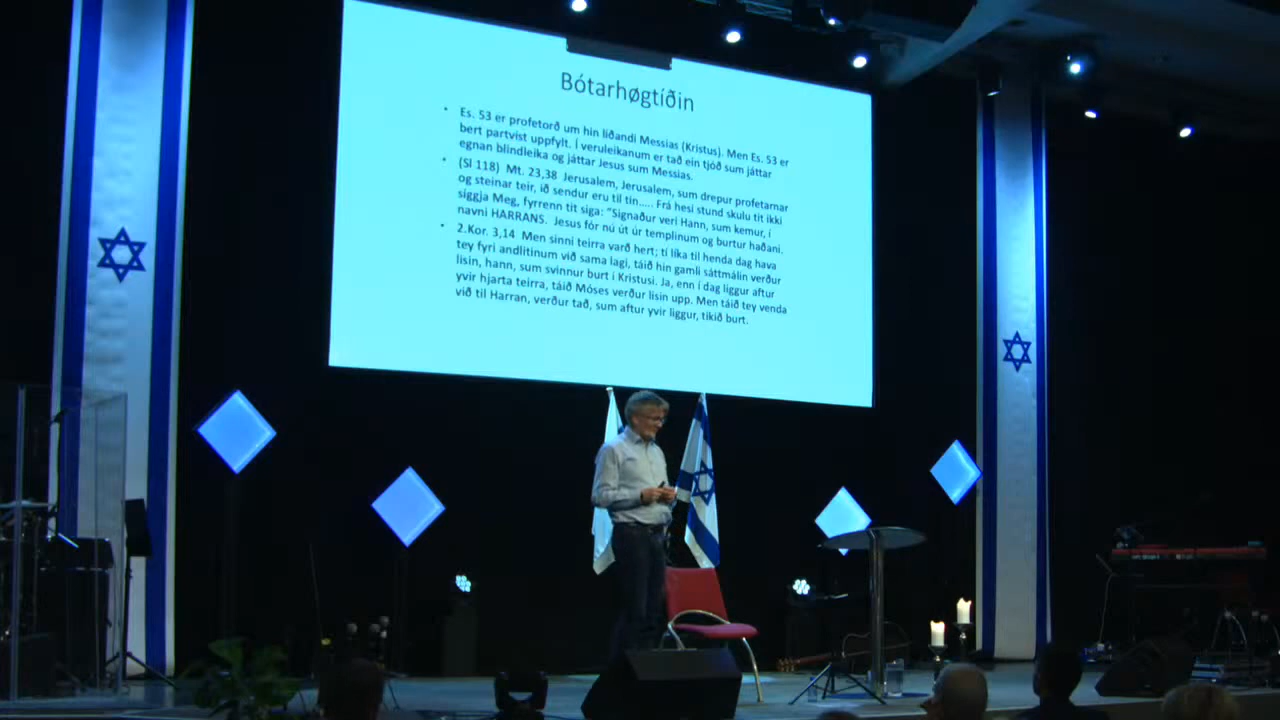 Bótarhøgtíðin
• Es. 53 er profetorð um hin líðandi Messias (Kristus). Men Es. 53 er
bert partvíst uppfylt. Í veruleikanum er tað ein tjóð sum játtar
egnan blindleika og játtar Jesus sum Messias.
• (Sl 118) Mt. 23,38 Jerusalem, Jerusalem, sum drepur profetarnar
og steinar teir, ið sendur eru til tín..... Frá hesi stund skulu tit ikki
síggja Meg, fyrrenn tit siga: "Signaður veri Hann, sum kemur, í
navni HARRANS. Jesus fór nú út úr templinum og burtur haðani.
• 2.Kor. 3,14 Men sinni teirra varð hert; tí líka til henda dag hava
tey fyri andlitinum við sama lagi, táið hin gamli sáttmálin verður
lisin, hann, sum svinnur burt í Kristusi. Ja, enn í dag liggur aftur
yvir hjarta teirra, táið Móses verður lisin upp. Men táið tey venda
við til Harran, verður tað, sum aftur yvir liggur, tikið burt.